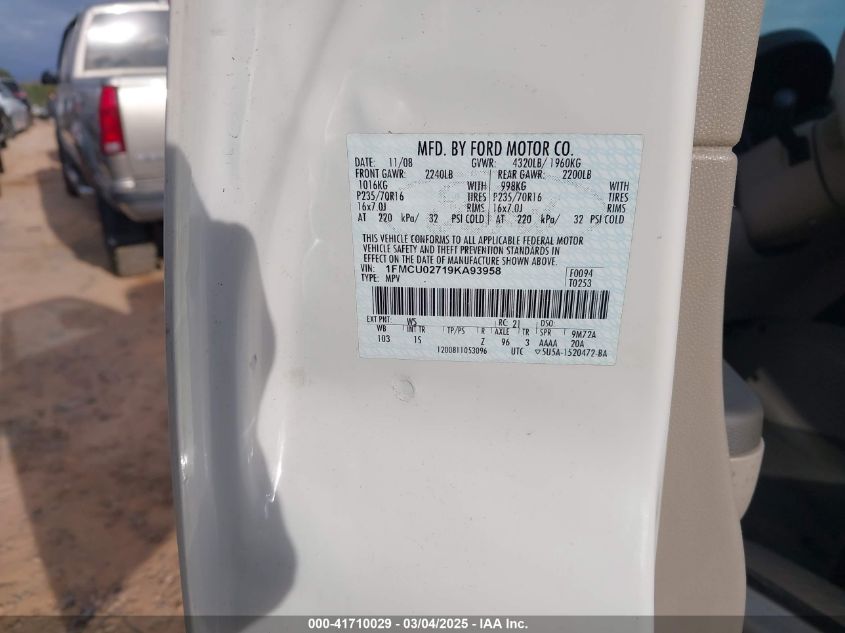 MFD. BY FORD MOTOR CO.
DATE: 11/08 GVWR: 4320LB/ 1960KG
FRONT GAWR: 2240LB REAR GAWR: 2200LB
1016KG WITH 998KG WITH
P235/70R16 TIRES P235/70R16 TIRES
16x7.0J RIMS 16x7.0J RIMS
AT 220 kPa/ 32 PSI COLD AT 220 kPa/ 32 PSI COLD
THIS VEHICLE CONFORMS TO ALL APPLICABLE FEDERAL MOTOR
VEHICLE SAFETY AND THEFT PREVENTION STANDARDS IN
EFFECT ON THE DATE OF MANUFACTURE SHOWN ABOVE.
VIN: 1FMCU02719KA93958 F0094
TYPE: MPV T0253
EXT PNT: WS RC: 21 DSO:
WB INT TR TP/PS R AXLE TR SPR 9M72A
103 1S Z 96 3 AAAA 20A
1200811053096 UTC ▽5U5A-1520472-BA
000-41710029 - 03/04/2025 - IAA Inc.